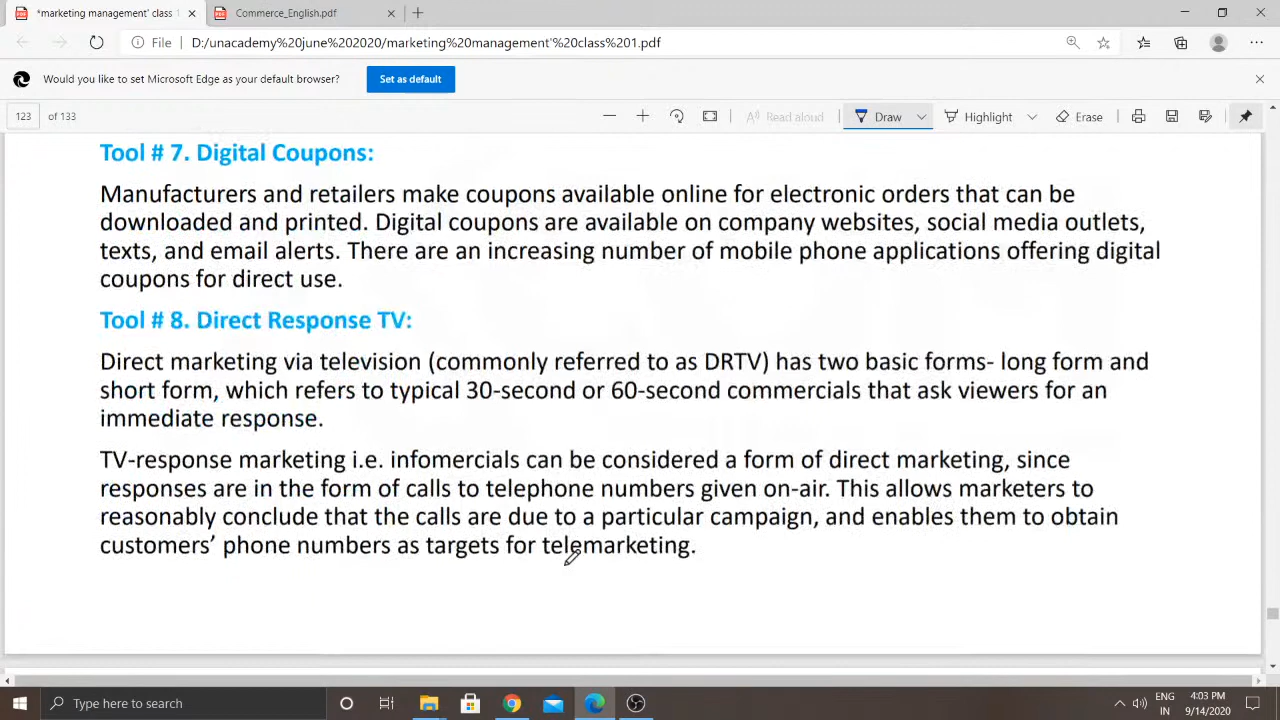 *marketing management' class
Commerce_English.pdf
File
D:/unacademy%20june%202020/marketing%20management'%20class%201.pdf
Would you like to set Microsoft Edge as your default browser?
Set as default
123 of 133
Read aloud
Draw
Highlight
Erase
Tool # 7. Digital Coupons:
Manufacturers and retailers make coupons available online for electronic orders that can be
downloaded and printed. Digital coupons are available on company websites, social media outlets,
texts, and email alerts. There are an increasing number of mobile phone applications offering digital
coupons for direct use.
Tool # 8. Direct Response TV:
Direct marketing via television (commonly referred to as DRTV) has two basic forms- long form and
short form, which refers to typical 30-second or 60-second commercials that ask viewers for an
immediate response.
TV-response marketing i.e. infomercials can be considered a form of direct marketing, since
responses are in the form of calls to telephone numbers given on-air. This allows marketers to
reasonably conclude that the calls are due to a particular campaign, and enables them to obtain
customers’ phone numbers as targets for telemarketing.
Type here to search
ENG
IN
4:03 PM
9/14/2020